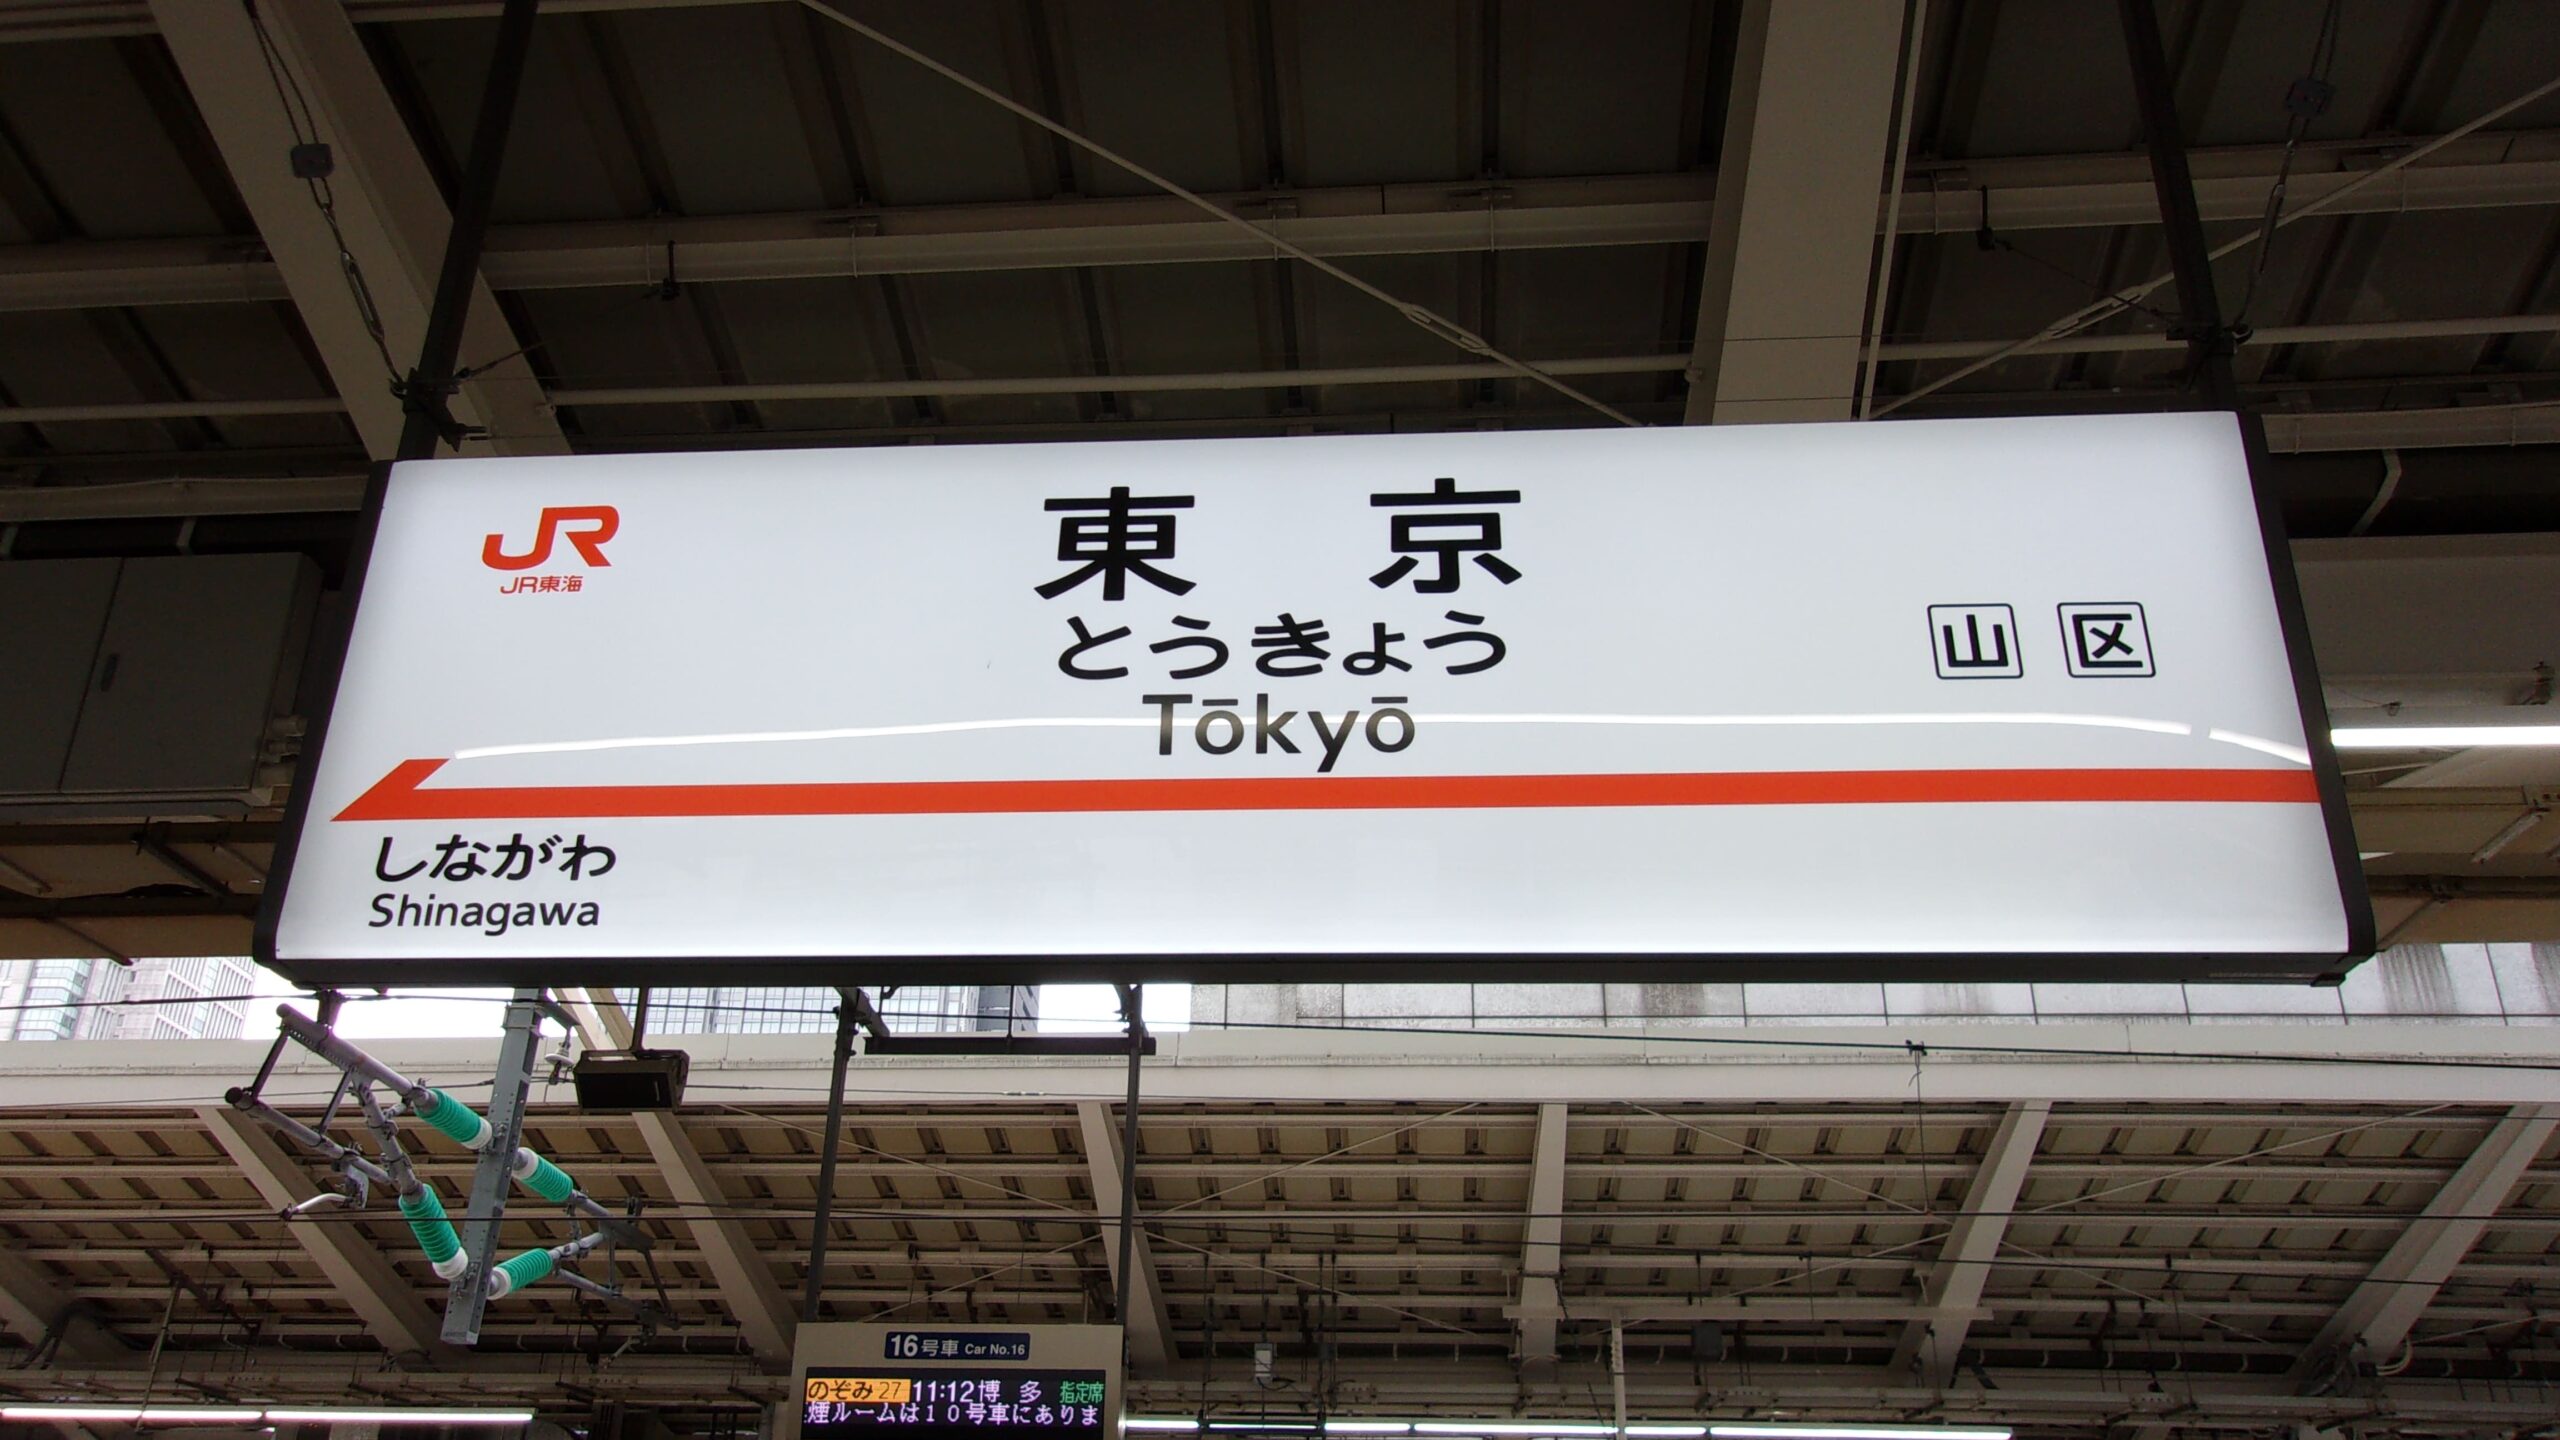 JR
JR東海
東京
とうきょう
Tōkyō
山 区
しながわ
Shinagawa
16号車 Car No.16
のぞみ27 11:12 博多 指定席
煙ルームは10号車にありま